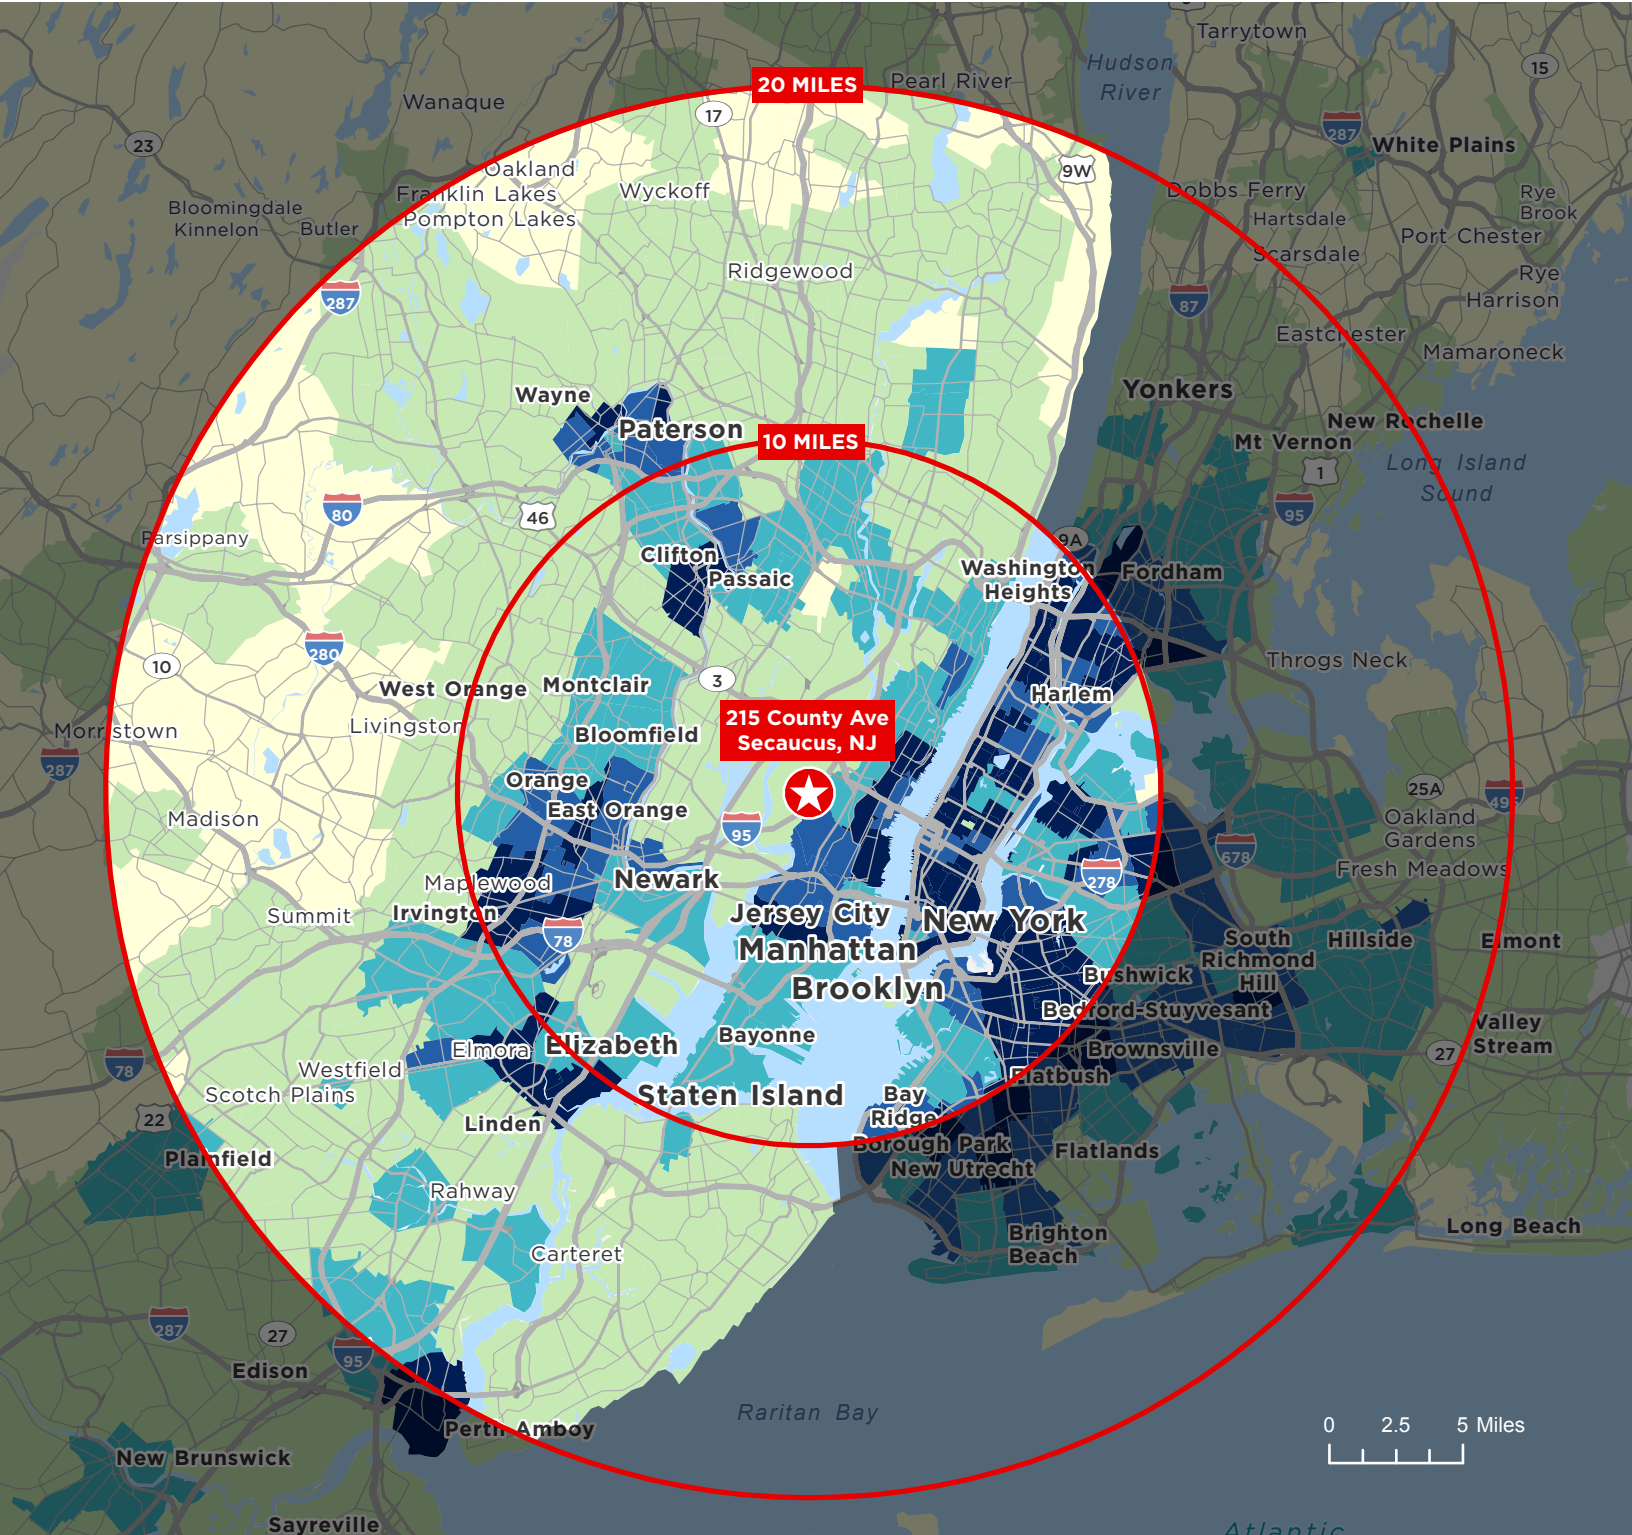 Tarrytown
Hudson
River
15
20 MILES
Pearl River
Wanaque
17
287
White Plains
23
9W
Oakland
Franklin Lakes
Pompton Lakes
Wyckoff
Dobbs Ferry
Rye
Brook
Bloomingdale
Kinnelon
Butler
Hartsdale
Port Chester
Scarsdale
Ridgewood
Rye
Harrison
287
87
Eastchester
Mamaroneck
Wayne
Yonkers
New Rochelle
Paterson
10 MILES
Mt Vernon
1
Long Island
Sound
80
46
95
Parsippany
9A
Clifton
Passaic
Washington
Heights
Fordham
280
10
Throgs Neck
3
West Orange
Montclair
Harlem
Livingston
Morristown
215 County Ave
Secaucus, NJ
Bloomfield
287
Orange
East Orange
25A
495
Madison
95
Oakland
Gardens
678
Fresh Meadows
278
Newark
Maplewood
Summit
Irvington
Jersey City
New York
78
Manhattan
South
Richmond
Hill
Hillside
Elmont
Brooklyn
Bushwick
Bedford-Stuyvesant
Valley
Stream
Bayonne
Elizabeth
Elmora
Brownsville
27
78
Westfield
Scotch Plains
Flatbush
Staten Island
Bay
Ridge
22
Linden
Borough Park
New Utrecht
Flatlands
Plainfield
Rahway
Brighton
Beach
Long Beach
Carteret
287
27
95
Edison
Raritan Bay
0 2.5 5 Miles
Perth Amboy
New Brunswick
Sayreville
Atlantic